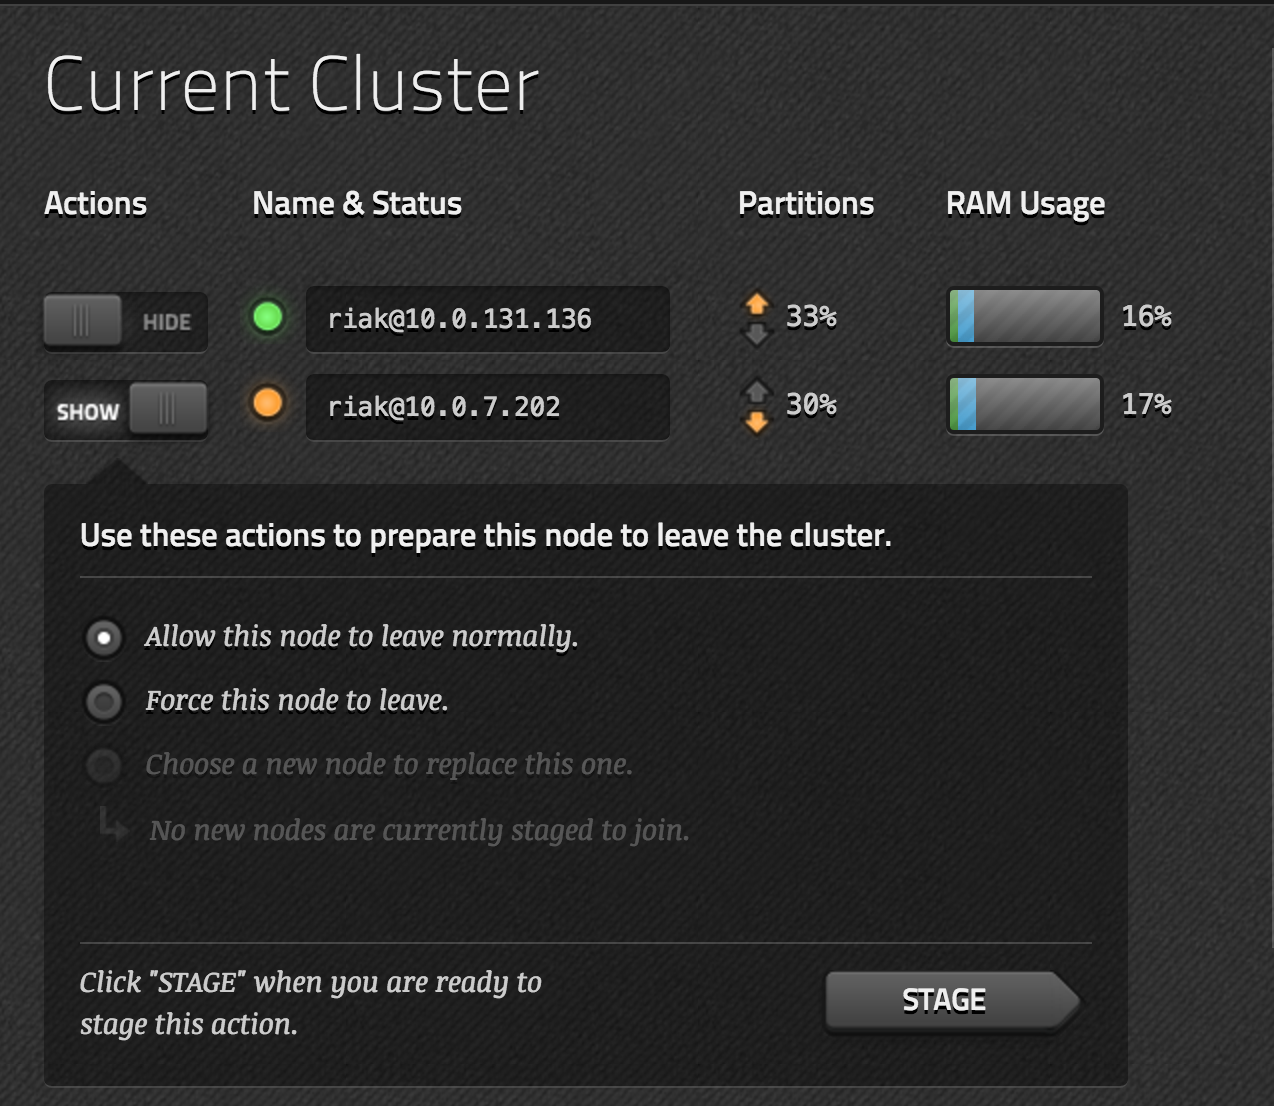 Current Cluster
Actions Name & Status Partitions RAM Usage
HIDE riak@10.0.131.136 33% 16%
SHOW riak@10.0.7.202 30% 17%
Use these actions to prepare this node to leave the cluster.
Allow this node to leave normally.
Force this node to leave.
Choose a new node to replace this one.
No new nodes are currently staged to join.
Click "STAGE" when you are ready to
stage this action.
STAGE